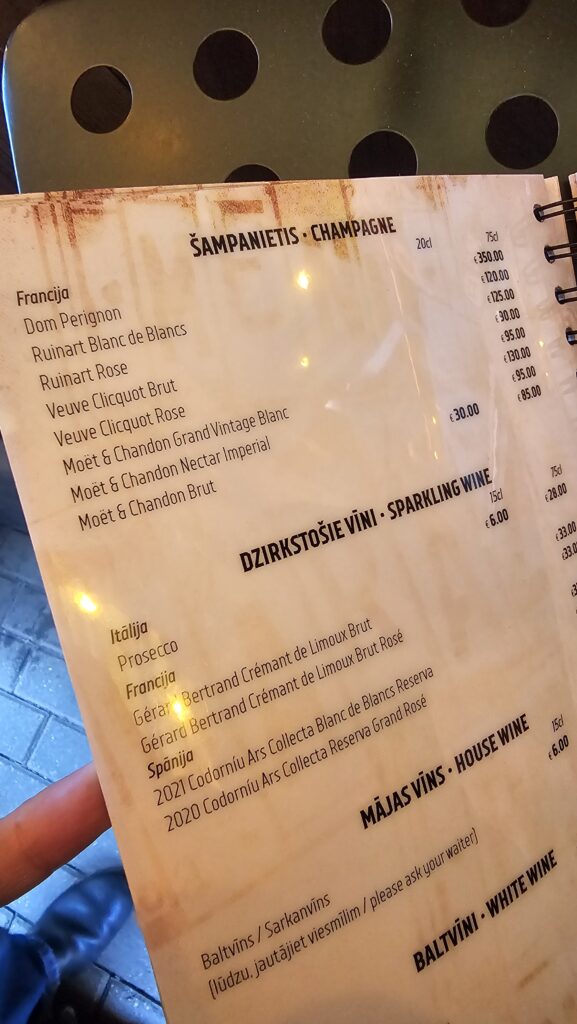 ŠAMPANIETIS · CHAMPAGNE 20cl 75cl
Francija
Dom Perignon €350.00
Ruinart Blanc de Blancs €120.00
Ruinart Rose €125.00
Veuve Clicquot Brut €90.00
Veuve Clicquot Rose €95.00
Moët & Chandon Grand Vintage Blanc €130.00
Moët & Chandon Nectar Imperial €95.00
Moët & Chandon Brut €30.00 €85.00
DZIRKSTOŠIE VĪNI · SPARKLING WINE 15cl 75cl
Itālija
Prosecco €6.00 €28.00
Francija
Gérard Bertrand Crémant de Limoux Brut €33.00
Gérard Bertrand Crémant de Limoux Brut Rosé
Spānija
2021 Codorníu Ars Collecta Blanc de Blancs Reserva
2020 Codorníu Ars Collecta Reserva Grand Rosé
MĀJAS VĪNS · HOUSE WINE 15cl
Baltvīns / Sarkanvīns €6.00
(lūdzu, jautājiet viesmīlim / please ask your waiter)
BALTVĪNI · WHITE WINE